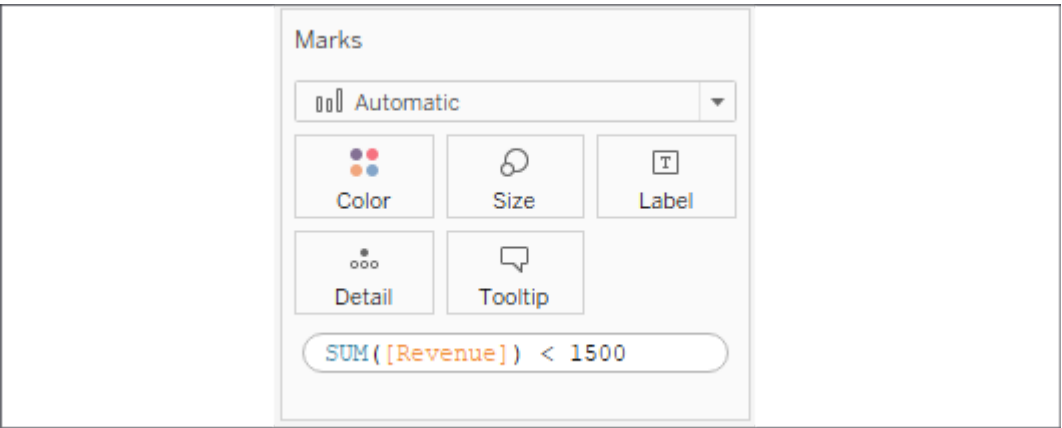 Marks
Automatic
Color Size Label
Detail Tooltip
SUM([Revenue]) < 1500